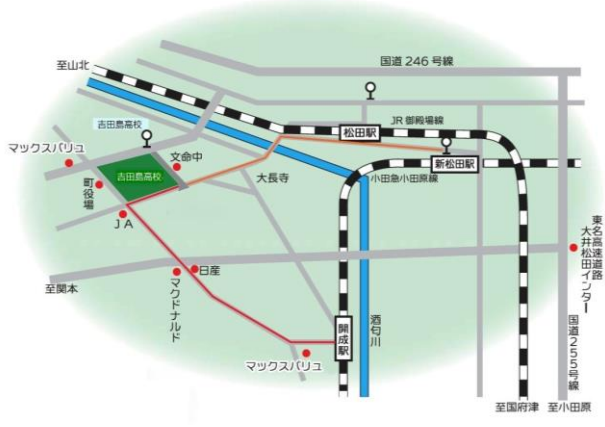 国道246号線
至山北
JR御殿場線
吉田島高校
松田駅
マックスバリュ
文命中
新松田駅
吉田島高校
大長寺
小田急小田原線
町役場
JA
東名高速道路
大井松田インター
日産
至関本
マクドナルド
開成駅
酒匂川
国道255号線
マックスバリュ
至国府津
至小田原